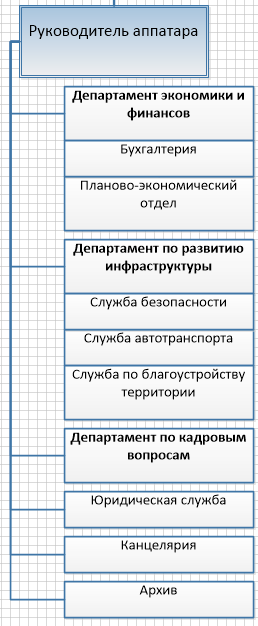 Руководитель аппатара
Департамент экономики и
финансов
Бухгалтерия
Планово-экономический
отдел
Департамент по развитию
инфраструктуры
Служба безопасности
Служба автотранспорта
Служба по благоустройству
территории
Департамент по кадровым
вопросам
Юридическая служба
Канцелярия
Архив